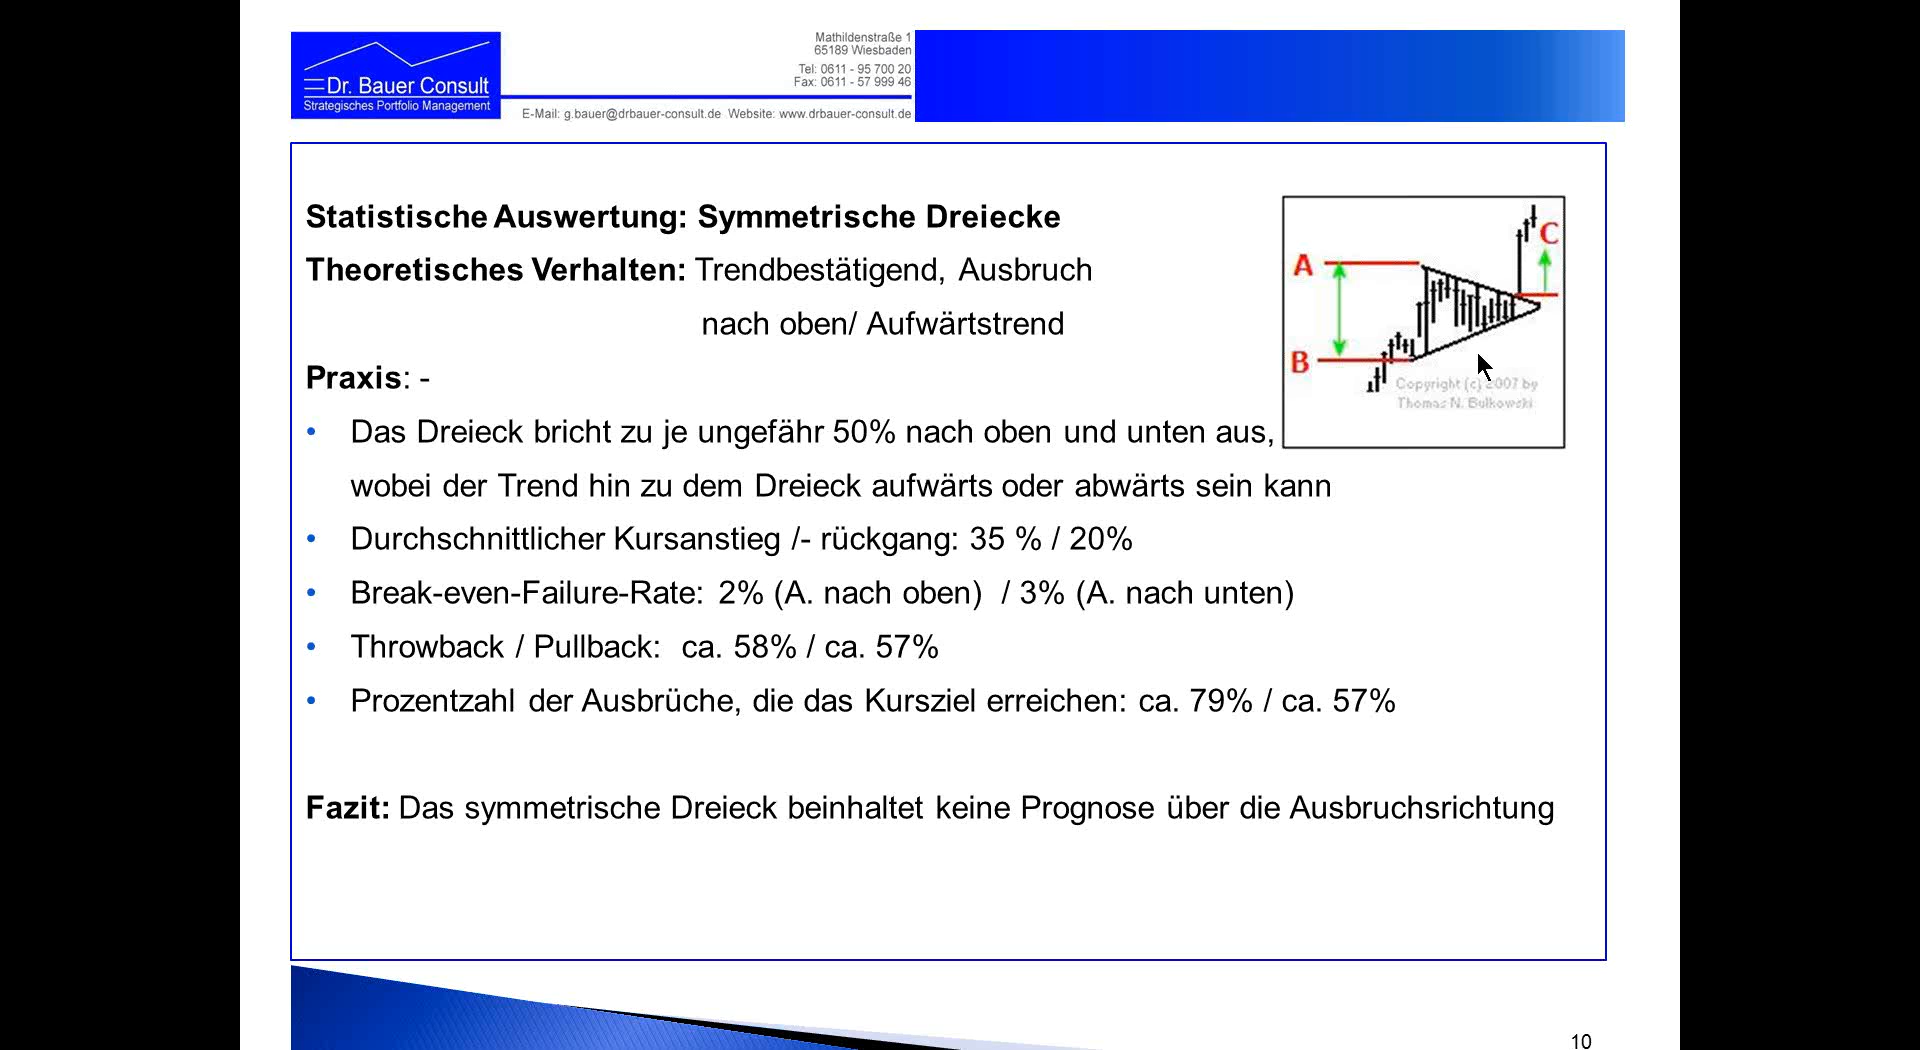 Mathildenstraße 1
65189 Wiesbaden
Tel: 0611 - 95 700 20
Fax: 0611 - 57 999 46
Dr. Bauer Consult
Strategisches Portfolio Management
E-Mail: g.bauer@drbauer-consult.de Website: www.drbauer-consult.de
Statistische Auswertung: Symmetrische Dreiecke
Theoretisches Verhalten: Trendbestätigend, Ausbruch
nach oben/ Aufwärtstrend
Praxis: -
A
B
C
Copyright (c) 2007 by
Thomas N. Bulkowski
• Das Dreieck bricht zu je ungefähr 50% nach oben und unten aus,
wobei der Trend hin zu dem Dreieck aufwärts oder abwärts sein kann
• Durchschnittlicher Kursanstieg /- rückgang: 35 % / 20%
• Break-even-Failure-Rate: 2% (A. nach oben) / 3% (A. nach unten)
• Throwback / Pullback: ca. 58% / ca. 57%
• Prozentzahl der Ausbrüche, die das Kursziel erreichen: ca. 79% / ca. 57%
Fazit: Das symmetrische Dreieck beinhaltet keine Prognose über die Ausbruchsrichtung
10